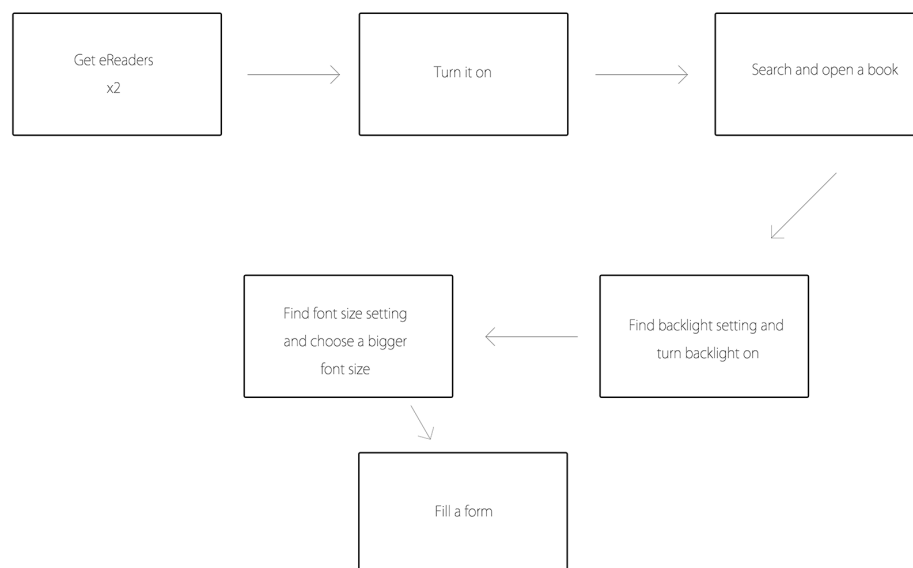 Get eReaders
x2
Turn it on
Search and open a book
Find backlight setting and
turn backlight on
Find font size setting
and choose a bigger
font size
Fill a form